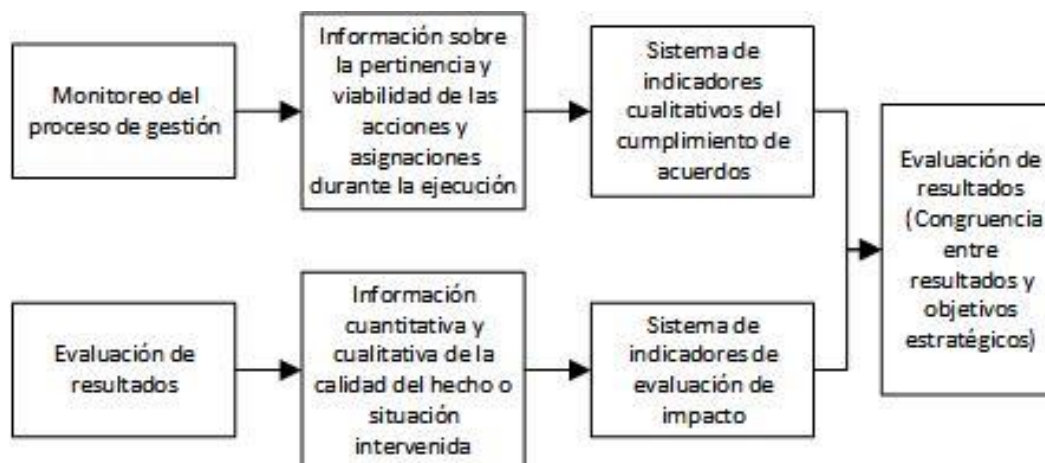 Monitoreo del
proceso de gestión
Información sobre
la pertinencia y
viabilidad de las
acciones y
asignaciones
durante la ejecución
Sistema de
indicadores
cualitativos del
cumplimiento de
acuerdos
Evaluación de
resultados
Información
cuantitativa y
cualitativa de la
calidad del hecho o
situación
intervenida
Sistema de
indicadores de
evaluación de
impacto
Evaluación de
resultados
(Congruencia
entre
resultados y
objetivos
estratégicos)